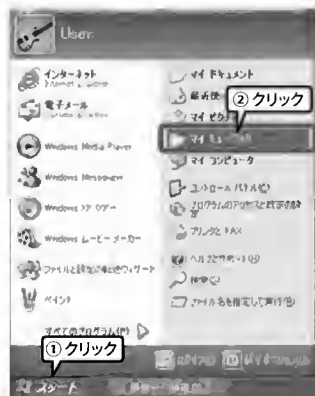 User
インターネット
Internet Explorer
電子メール
Windows Media Player
Windows Messenger
Windows XP ツアー
Windows ムービー メーカー
ファイルと設定の転送ウィザード
ペイント
すべてのプログラム(P)
① クリック
スタート
マイ ドキュメント
最近使
② クリック
マイ ピク
マイ ミュージック
マイ コンピュータ
コントロール パネル(C)
プログラムのアクセスと既定の設定
プリンタと FAX
ヘルプとサポート(H)
検索(S)
ファイル名を指定して実行(R)